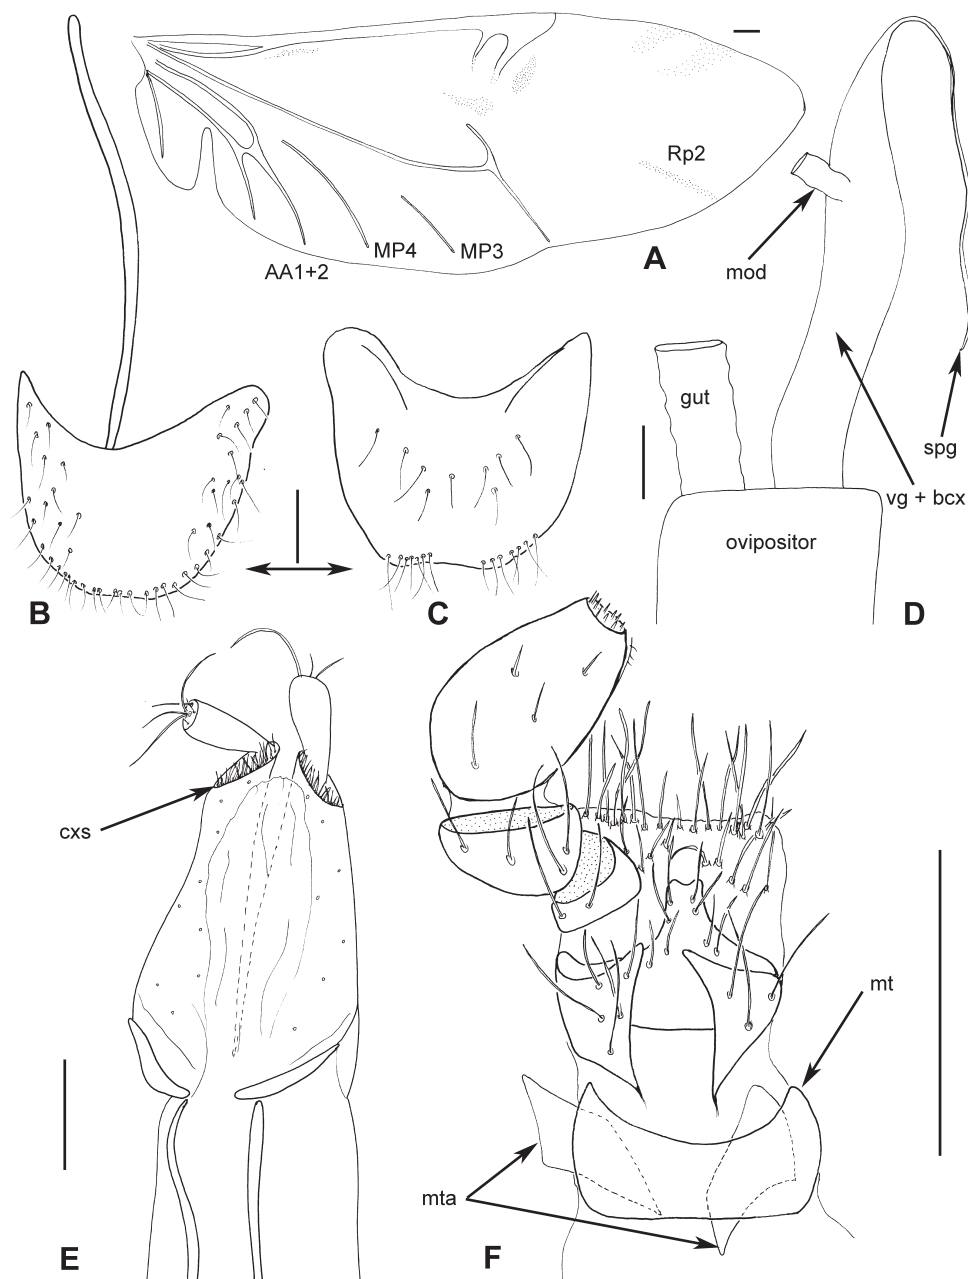 Rp2
MP4
MP3
AA1+2
A
mod
gut
spg
vg + bcx
ovipositor
B
C
D
cxs
mt
mta
E
F